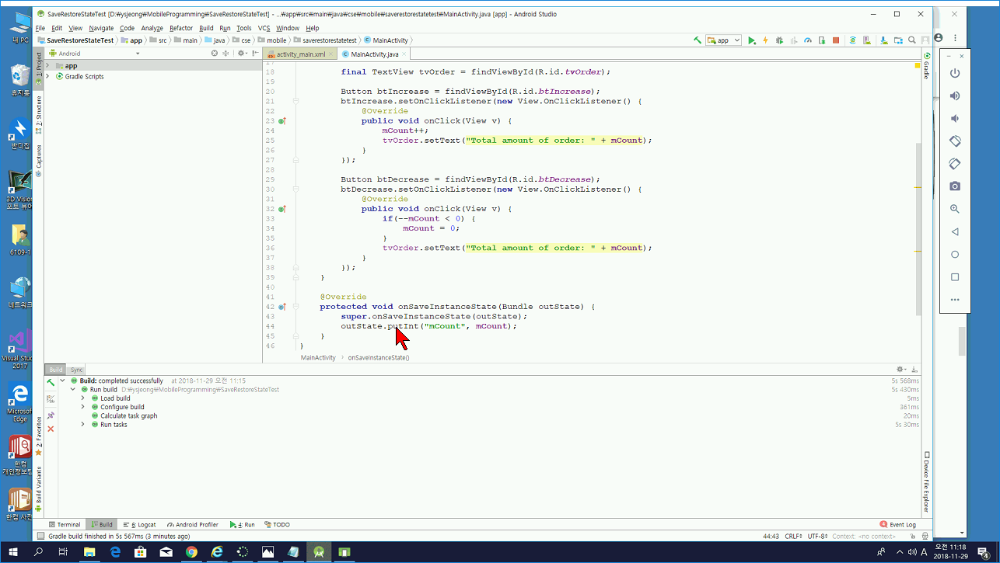 SaveRestoreStateTest [D:₩ysjeong₩MobileProgramming₩SaveRestoreStateTest] - ...₩app₩src₩main₩java₩cse₩mobile₩saverestorestatetest₩MainActivity.java [app] - Android Studio
File Edit View Navigate Code Analyze Refactor Build Run Tools VCS Window Help
SaveRestoreStateTest app src main java cse mobile saverestorestatetest MainActivity
app
Android
activity_main.xml MainActivity.java
app
Gradle Scripts
1: Project
7: Structure
Captures
2: Favorites
Build Variants
Gradle
Device File Explorer
내 PC
휴지통
반디집
3D Vision
포토 뷰어
6109-1
네트워크
Visual Stu
2017
Microsoft
Edge
한컴
개인정보탐
한컴 사전
17
18 final TextView tvOrder = findViewById(R.id.tvOrder);
19
20 Button btIncrease = findViewById(R.id.btIncrease);
21 btIncrease.setOnClickListener(new View.OnClickListener() {
22 @Override
23 public void onClick(View v) {
24 mCount++;
25 tvOrder.setText("Total amount of order: " + mCount);
26 }
27 });
28
29 Button btDecrease = findViewById(R.id.btDecrease);
30 btDecrease.setOnClickListener(new View.OnClickListener() {
31 @Override
32 public void onClick(View v) {
33 if(--mCount < 0) {
34 mCount = 0;
35 }
36 tvOrder.setText("Total amount of order: " + mCount);
37 }
38 });
39 }
40
41 @Override
42 protected void onSaveInstanceState(Bundle outState) {
43 super.onSaveInstanceState(outState);
44 outState.putInt("mCount", mCount);
45 }
46 }
MainActivity onSaveInstanceState()
Build Sync
Build: completed successfully at 2018-11-29 오전 11:15 5s 568ms
Run build D:₩ysjeong₩MobileProgramming₩SaveRestoreStateTest 5s 430ms
Load build 5ms
Configure build 361ms
Calculate task graph 20ms
Run tasks 5s 30ms
Terminal Build 6: Logcat Android Profiler 4: Run TODO Event Log
Gradle build finished in 5s 567ms (3 minutes ago) 44:43 CRLF UTF-8 Context: <no context>
A 오전 11:18
2018-11-29
4